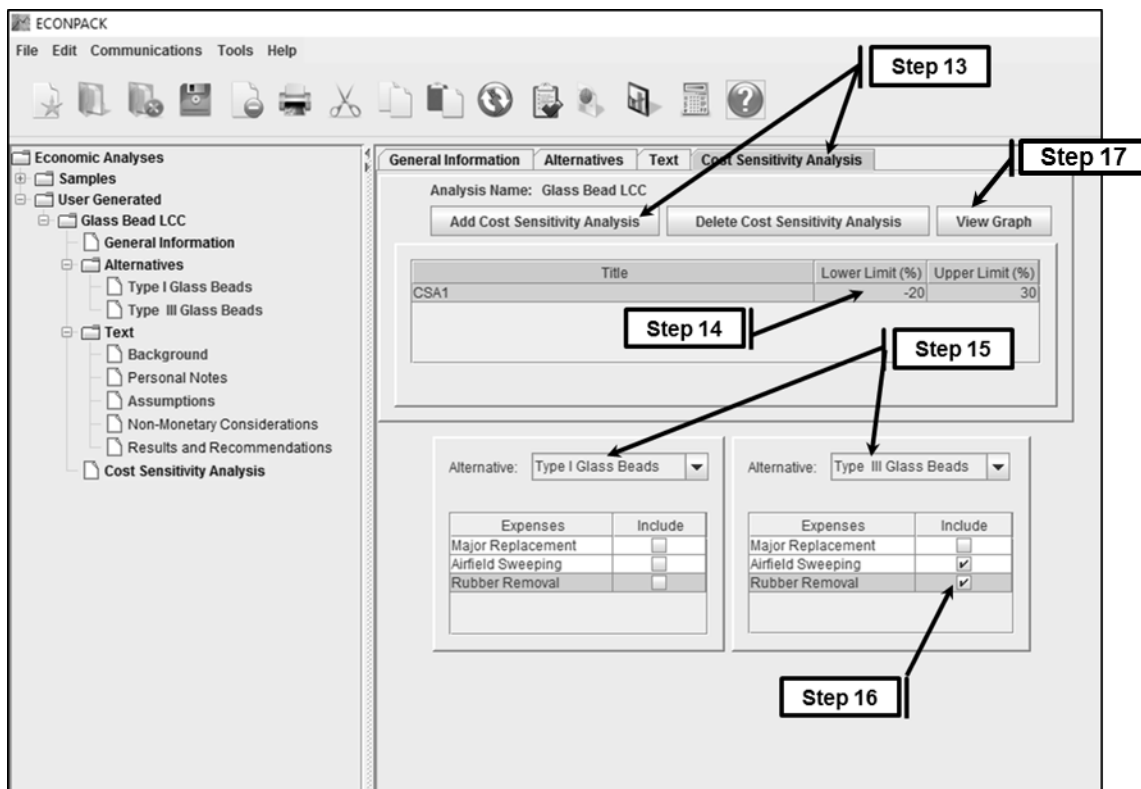 ECONPACK
File Edit Communications Tools Help
Step 13
Economic Analyses
Samples
User Generated
Glass Bead LCC
General Information
Alternatives
Type I Glass Beads
Type III Glass Beads
Text
Background
Personal Notes
Assumptions
Non-Monetary Considerations
Results and Recommendations
Cost Sensitivity Analysis
General Information Alternatives Text Cost Sensitivity Analysis
Step 17
Analysis Name: Glass Bead LCC
Add Cost Sensitivity Analysis Delete Cost Sensitivity Analysis View Graph
Title Lower Limit (%) Upper Limit (%)
CSA1 -20 30
Step 14
Step 15
Alternative: Type I Glass Beads
Expenses Include
Major Replacement
Airfield Sweeping
Rubber Removal
Alternative: Type III Glass Beads
Expenses Include
Major Replacement
Airfield Sweeping
Rubber Removal
Step 16